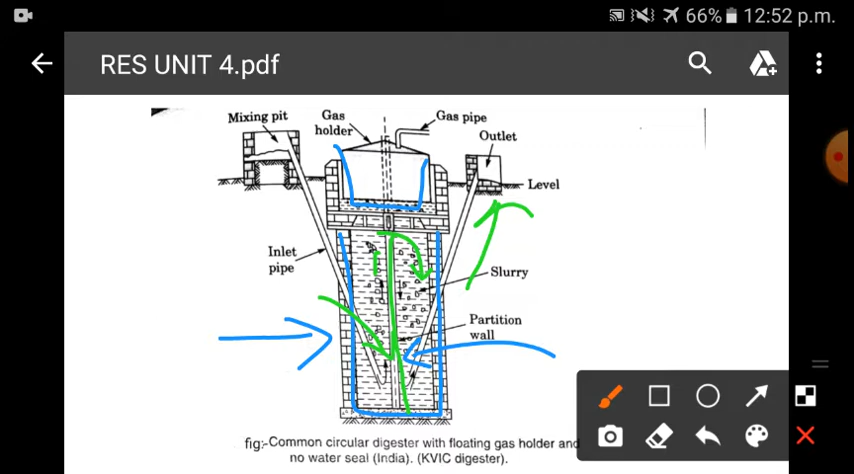 66% 12:52 p.m.
RES UNIT 4.pdf
Mixing pit
Gas
holder
Gas pipe
Outlet
Level
Inlet
pipe
Slurry
Partition
wall
fig:-Common circular digester with floating gas holder and
no water seal (India). (KVIC digester).